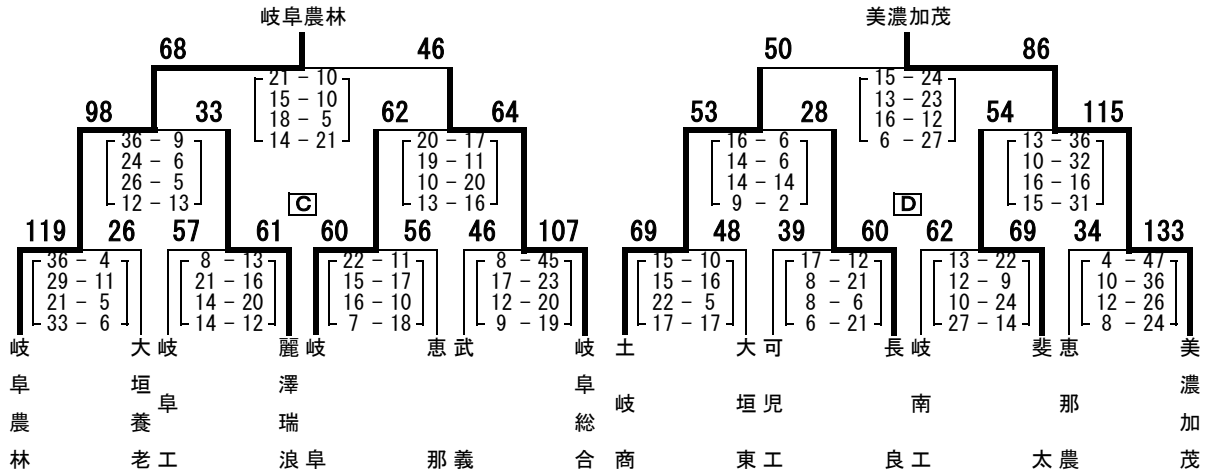 岐阜農林 美濃加茂
68 46 50 86
21 - 10 15 - 24
15 - 10 13 - 23
18 - 5 16 - 12
14 - 21 6 - 27
98 33 62 64 53 28 54 115
36 - 9 20 - 17 16 - 6 13 - 36
24 - 6 19 - 11 14 - 6 10 - 32
26 - 5 10 - 20 14 - 14 16 - 16
12 - 13 13 - 16 9 - 2 15 - 31
C D
119 26 57 61 60 56 46 107 69 48 39 60 62 69 34 133
36 - 4 8 - 13 22 - 11 8 - 45 15 - 10 17 - 12 13 - 22 4 - 47
29 - 11 21 - 16 15 - 17 17 - 23 15 - 16 8 - 21 12 - 9 10 - 36
21 - 5 14 - 20 16 - 10 12 - 20 22 - 5 8 - 6 10 - 24 12 - 26
33 - 6 14 - 12 7 - 18 9 - 19 17 - 17 6 - 21 27 - 14 8 - 24
岐阜農林
大垣養老
岐阜工
麗澤瑞浪
岐阜
恵那
武義
岐阜総合
土岐商
大垣東
可児工
長良
岐南工
斐太
恵那農
美濃加茂